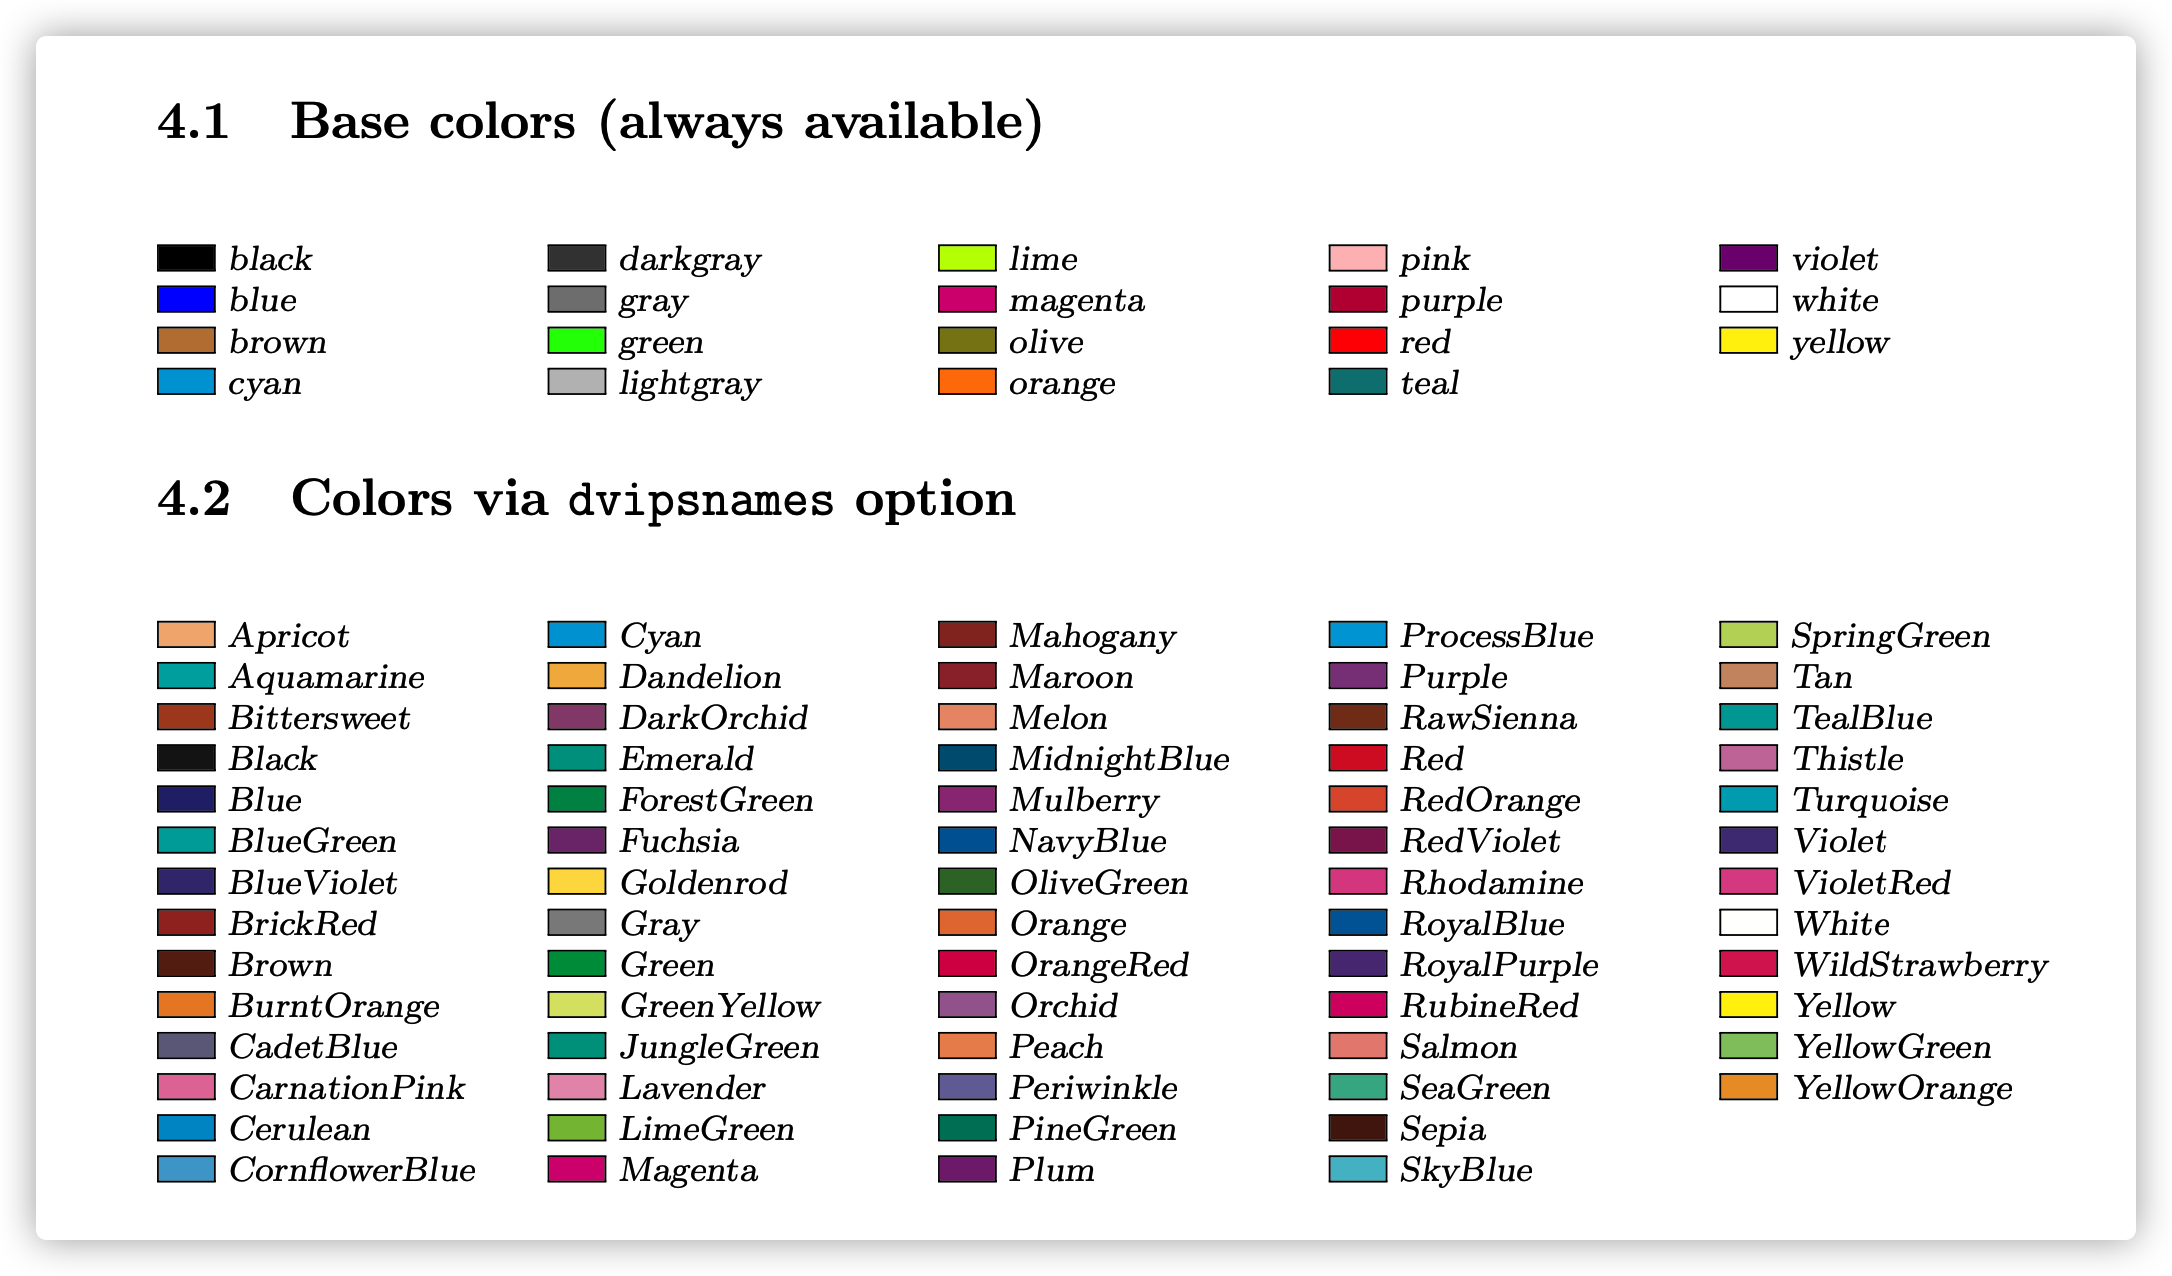 4.1 Base colors (always available)
black darkgray lime pink violet
blue gray magenta purple white
brown green olive red yellow
cyan lightgray orange teal
4.2 Colors via dvipsnames option
Apricot Cyan Mahogany ProcessBlue SpringGreen
Aquamarine Dandelion Maroon Purple Tan
Bittersweet DarkOrchid Melon RawSienna TealBlue
Black Emerald MidnightBlue Red Thistle
Blue ForestGreen Mulberry RedOrange Turquoise
BlueGreen Fuchsia NavyBlue RedViolet Violet
BlueViolet Goldenrod OliveGreen Rhodamine VioletRed
BrickRed Gray Orange RoyalBlue White
Brown Green OrangeRed RoyalPurple WildStrawberry
BurntOrange GreenYellow Orchid RubineRed Yellow
CadetBlue JungleGreen Peach Salmon YellowGreen
CarnationPink Lavender Periwinkle SeaGreen YellowOrange
Cerulean LimeGreen PineGreen Sepia
CornflowerBlue Magenta Plum SkyBlue